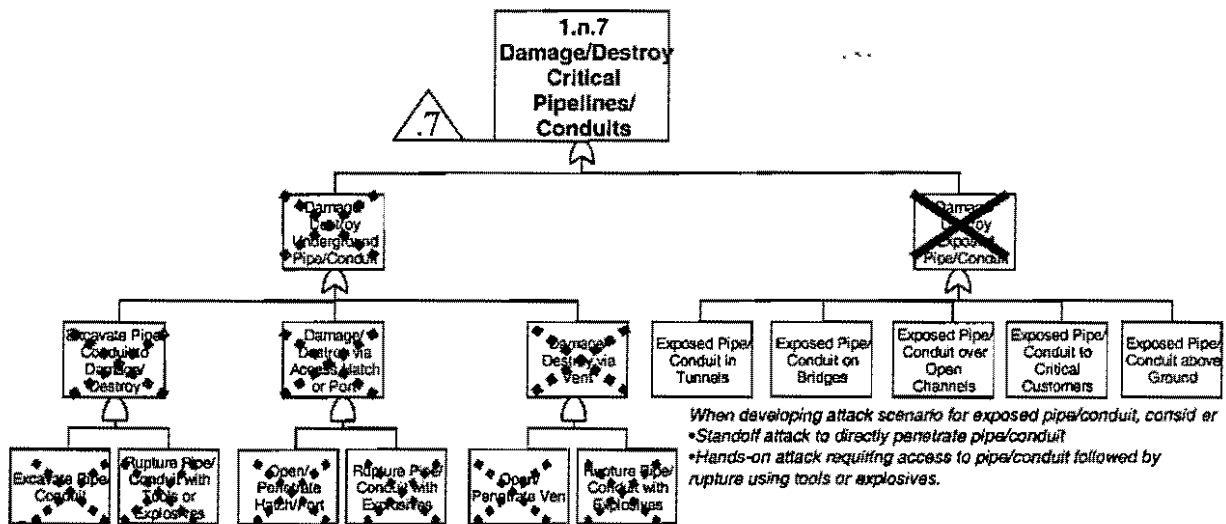 1.n.7
Damage/Destroy
Critical
Pipelines/
Conduits
.7
Damage/
Destroy
Underground
Pipe/Conduit
Damage/
Destroy
Exposed
Pipe/Conduit
Excavate Pipe/
Conduit to
Damage/
Destroy
Damage/
Destroy via
Access Hatch
or Port
Damage/
Destroy via
Vent
Exposed Pipe/
Conduit in
Tunnels
Exposed Pipe/
Conduit on
Bridges
Exposed Pipe/
Conduit over
Open
Channels
Exposed Pipe/
Conduit to
Critical
Customers
Exposed Pipe/
Conduit above
Ground
Excavate Pipe/
Conduit
Rupture Pipe/
Conduit with
Tools or
Explosives
Open/
Penetrate
Hatch/Port
Rupture Pipe/
Conduit with
Explosives
Open/
Penetrate Ven
Rupture Pipe/
Conduit with
Explosives
When developing attack scenario for exposed pipe/conduit, consid er
•Standoff attack to directly penetrate pipe/conduit
•Hands-on attack requiring access to pipe/conduit followed by
rupture using tools or explosives.